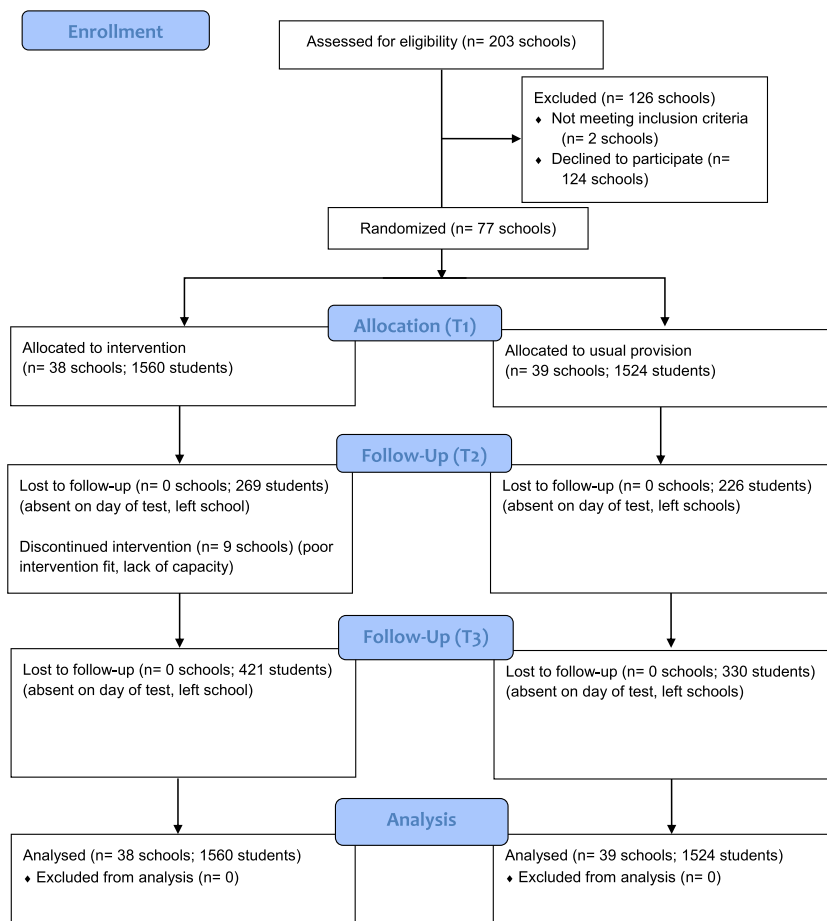 Enrollment
Assessed for eligibility (n= 203 schools)
Excluded (n= 126 schools)
♦ Not meeting inclusion criteria
(n= 2 schools)
♦ Declined to participate (n=
124 schools)
Randomized (n= 77 schools)
Allocation (T1)
Allocated to intervention
(n= 38 schools; 1560 students)
Allocated to usual provision
(n= 39 schools; 1524 students)
Follow-Up (T2)
Lost to follow-up (n= 0 schools; 269 students)
(absent on day of test, left school)
Discontinued intervention (n= 9 schools) (poor
intervention fit, lack of capacity)
Lost to follow-up (n= 0 schools; 226 students)
(absent on day of test, left schools)
Follow-Up (T3)
Lost to follow-up (n= 0 schools; 421 students)
(absent on day of test, left school)
Lost to follow-up (n= 0 schools; 330 students)
(absent on day of test, left schools)
Analysis
Analysed (n= 38 schools; 1560 students)
♦ Excluded from analysis (n= 0)
Analysed (n= 39 schools; 1524 students)
♦ Excluded from analysis (n= 0)